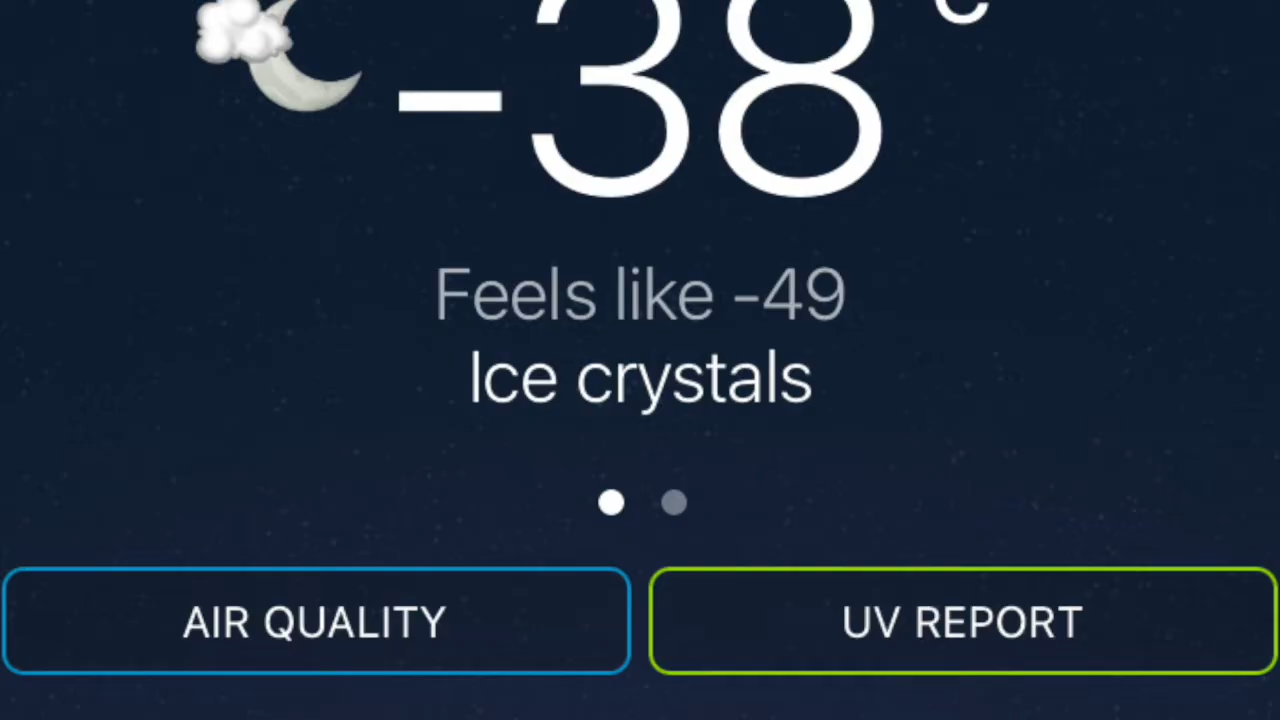 -38 c
Feels like -49
Ice crystals
AIR QUALITY
UV REPORT